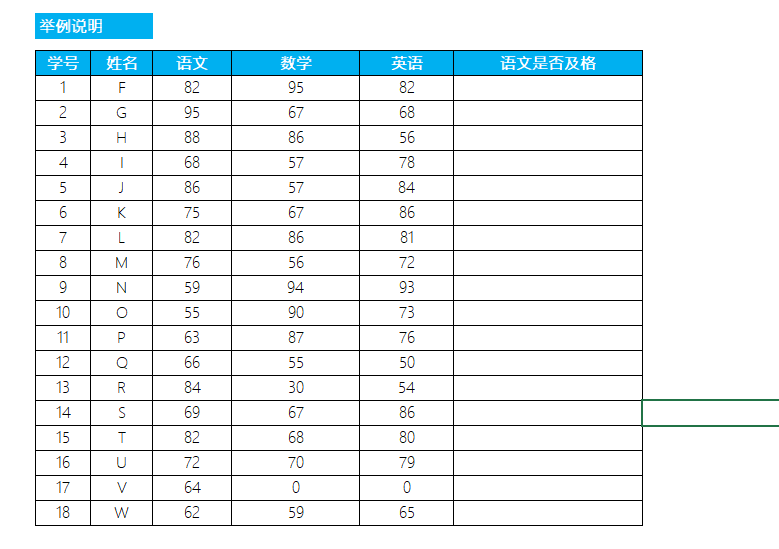 举例说明
学号 姓名 语文 数学 英语 语文是否及格
1 F 82 95 82
2 G 95 67 68
3 H 88 86 56
4 I 68 57 78
5 J 86 57 84
6 K 75 67 86
7 L 82 86 81
8 M 76 56 72
9 N 59 94 93
10 O 55 90 73
11 P 63 87 76
12 Q 66 55 50
13 R 84 30 54
14 S 69 67 86
15 T 82 68 80
16 U 72 70 79
17 V 64 0 0
18 W 62 59 65